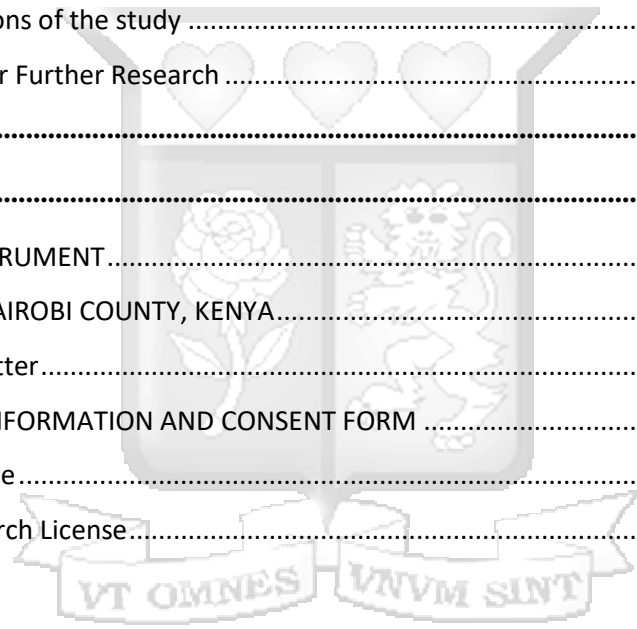 ons of the study ........................................................................
r Further Research ........................................................................
........................................................................
........................................................................
RUMENT ........................................................................
AIROBI COUNTY, KENYA ........................................................................
tter ........................................................................
NFORMATION AND CONSENT FORM ........................................................................
e ........................................................................
rch License ........................................................................
VT OMNES VNVM SINT